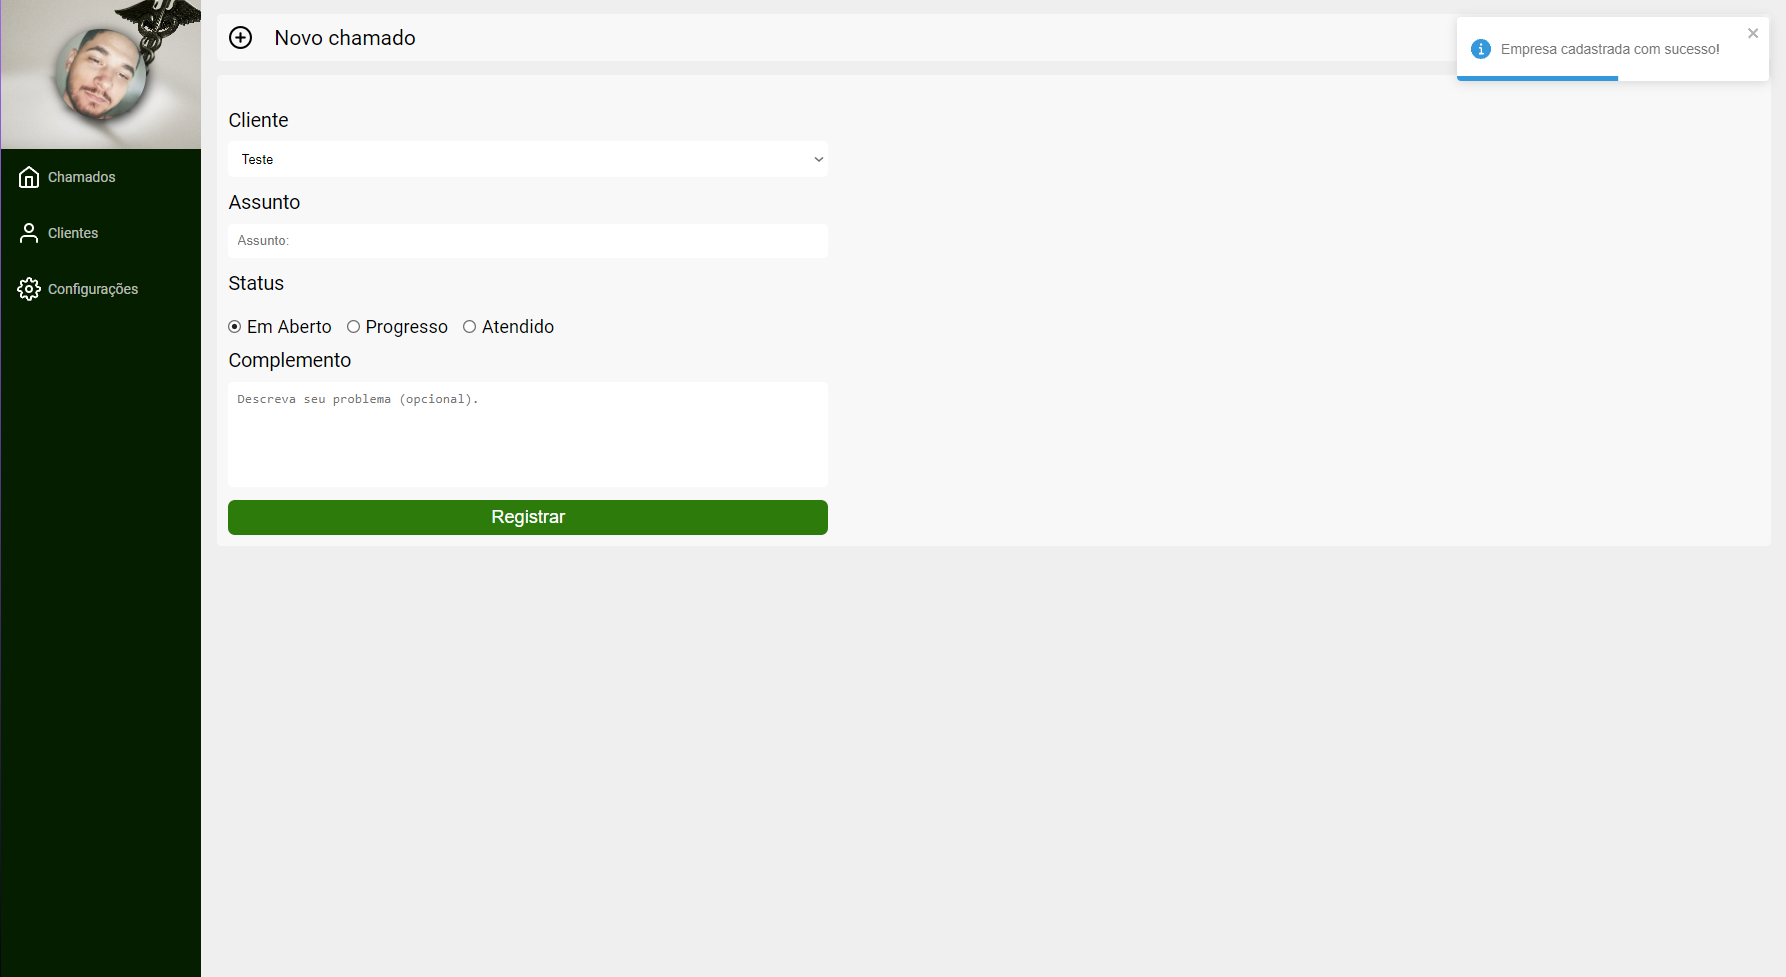 Novo chamado
Empresa cadastrada com sucesso!
Chamados
Clientes
Configurações
Cliente
Teste
Assunto
Assunto:
Status
Em Aberto Progresso Atendido
Complemento
Descreva seu problema (opcional).
Registrar